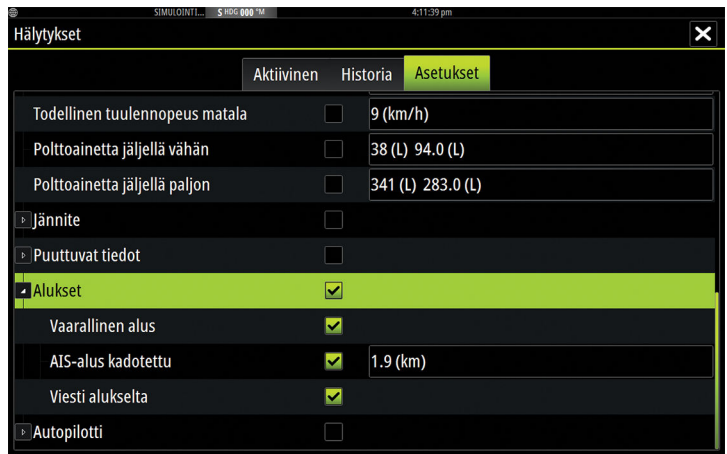 SIMULOINTI... S HDG 000 °M 4:11:39 pm
Hälytykset
Aktiivinen Historia Asetukset
Todellinen tuulennopeus matala 9 (km/h)
Polttoainetta jäljellä vähän 38 (L) 94.0 (L)
Polttoainetta jäljellä paljon 341 (L) 283.0 (L)
Jännite
Puuttuvat tiedot
Alukset
Vaarallinen alus
AIS-alus kadotettu 1.9 (km)
Viesti alukselta
Autopilotti